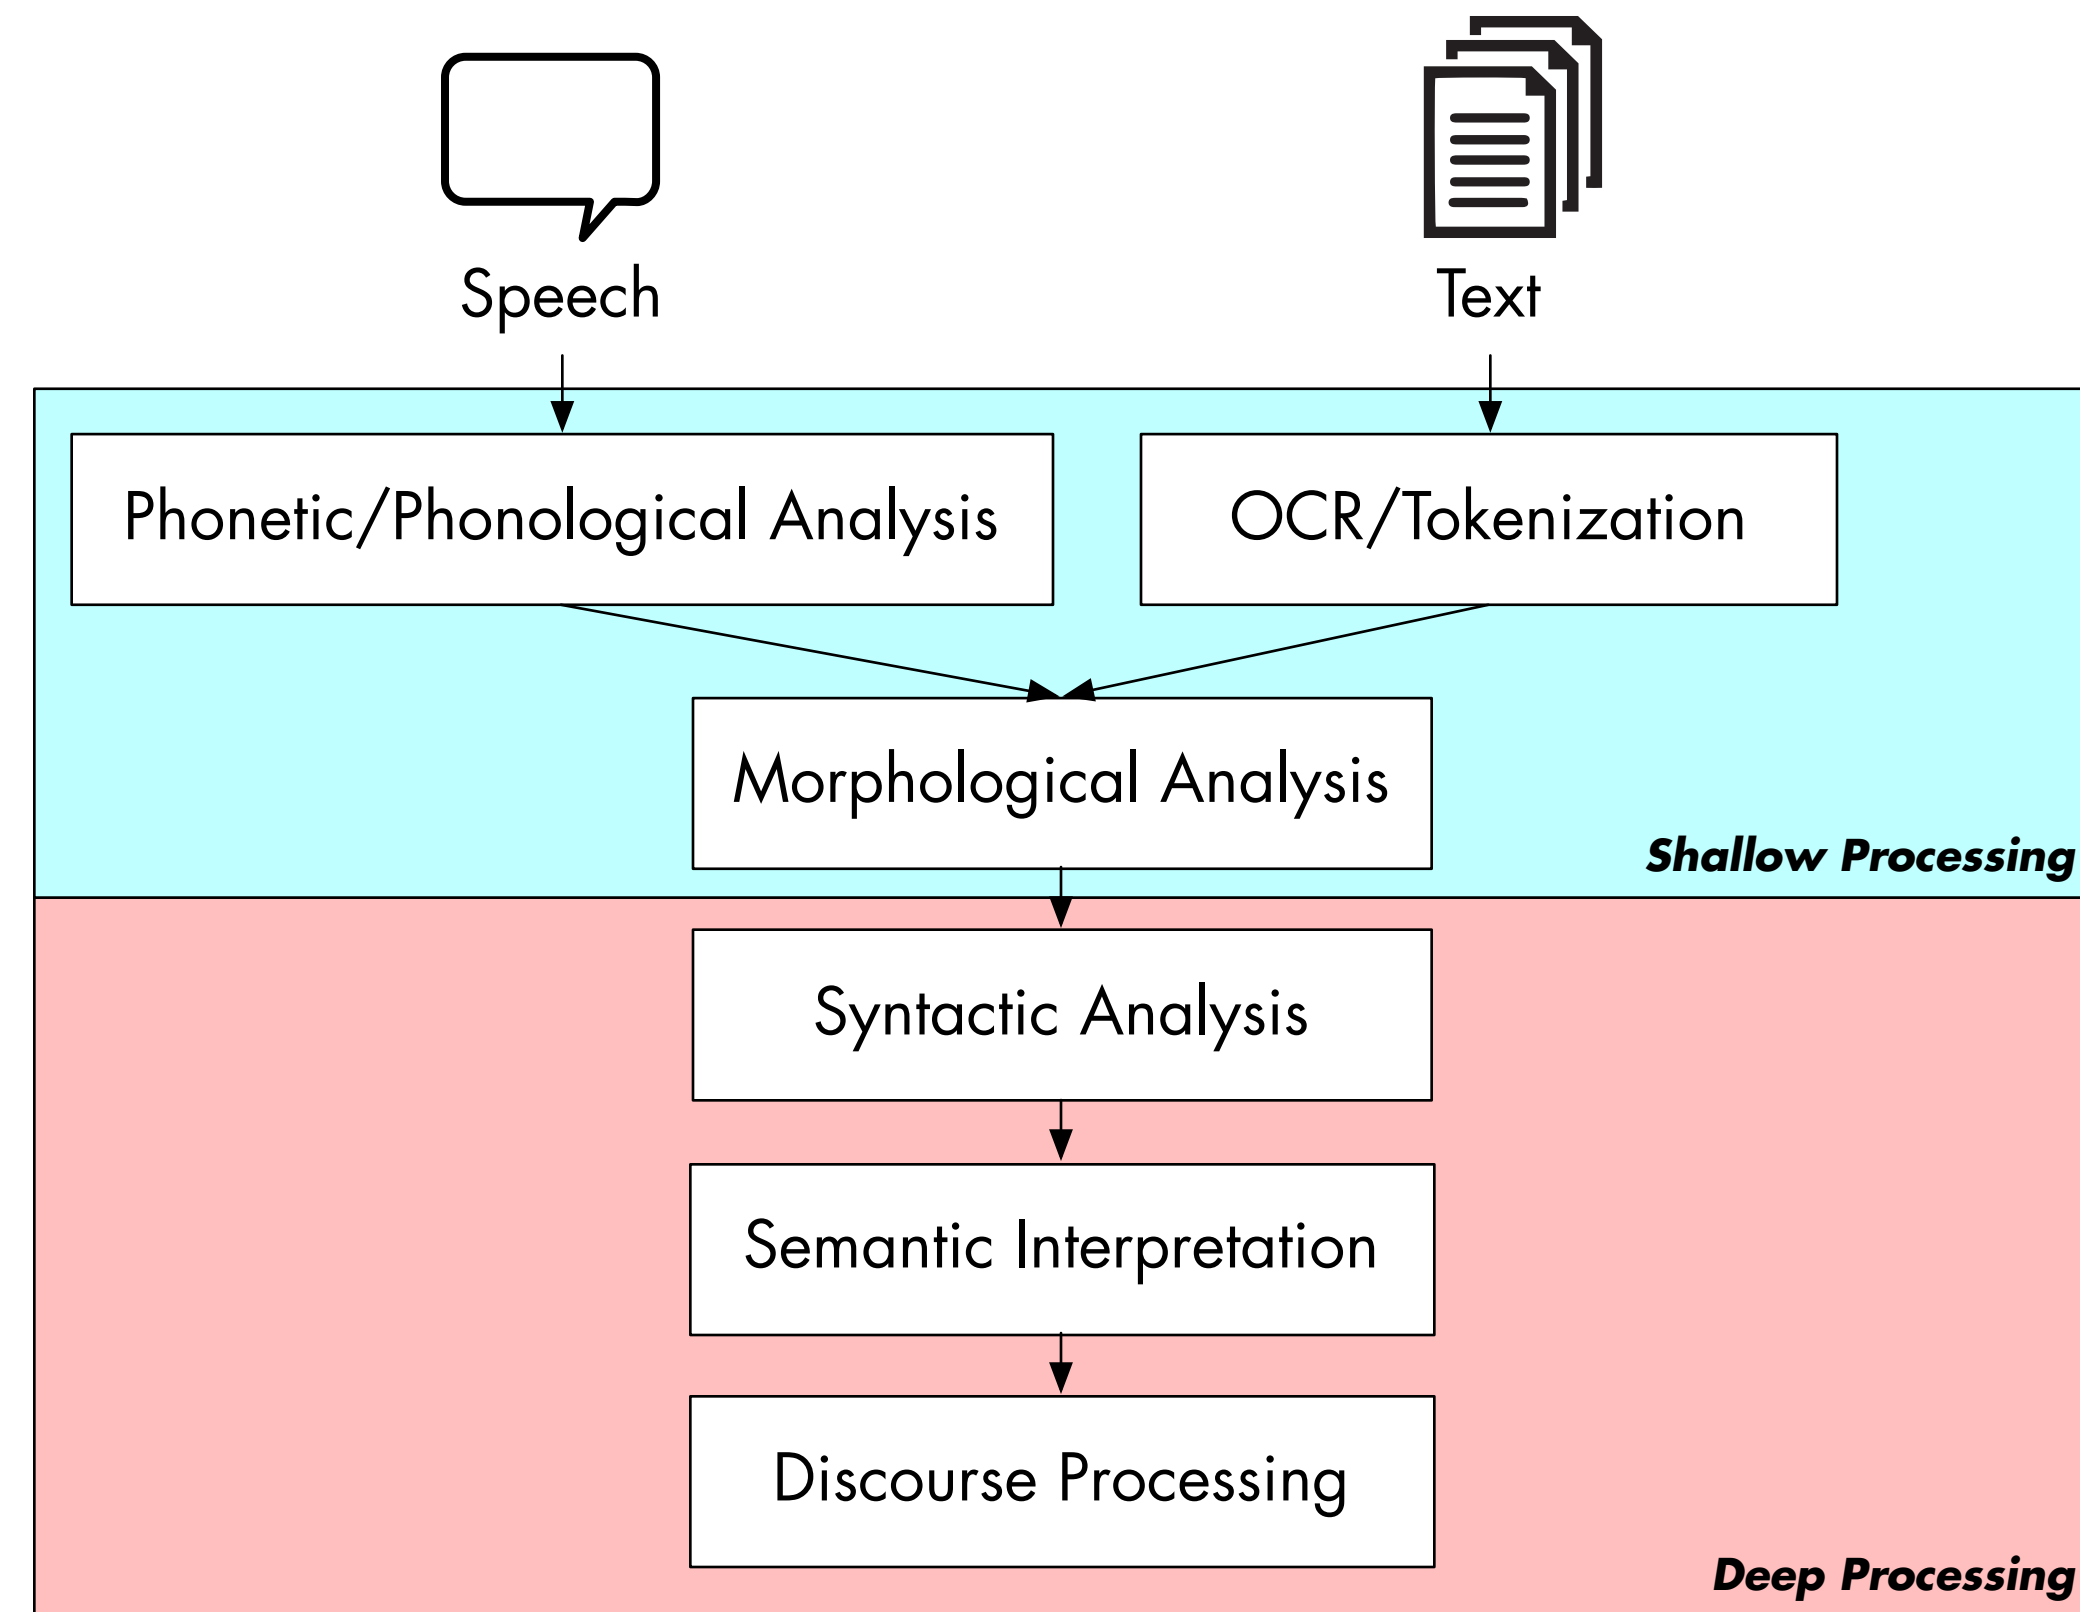 Speech
Text
Phonetic/Phonological Analysis
OCR/Tokenization
Morphological Analysis
Shallow Processing
Syntactic Analysis
Semantic Interpretation
Discourse Processing
Deep Processing